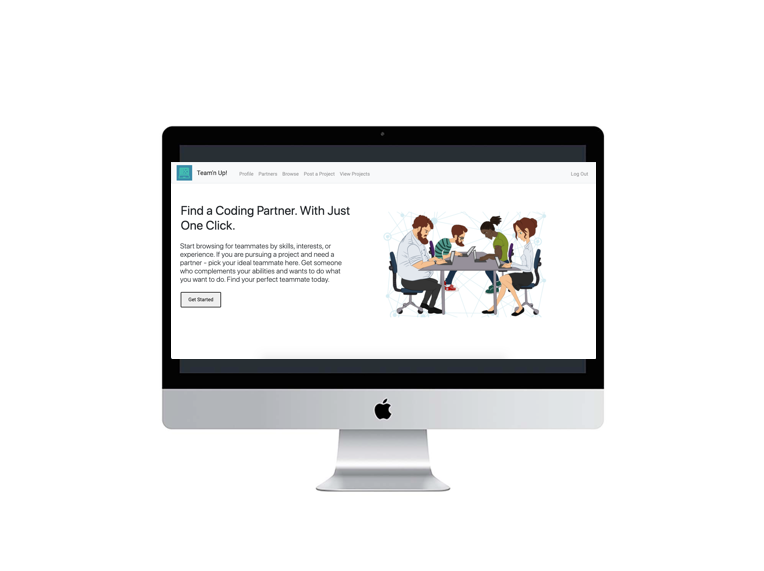 Team'n Up! Profile Partners Browse Post a Project View Projects Log Out
Find a Coding Partner. With Just
One Click.
Start browsing for teammates by skills, interests, or
experience. If you are pursuing a project and need a
partner - pick your ideal teammate here. Get someone
who complements your abilities and wants to do what
you want to do. Find your perfect teammate today.
Get Started